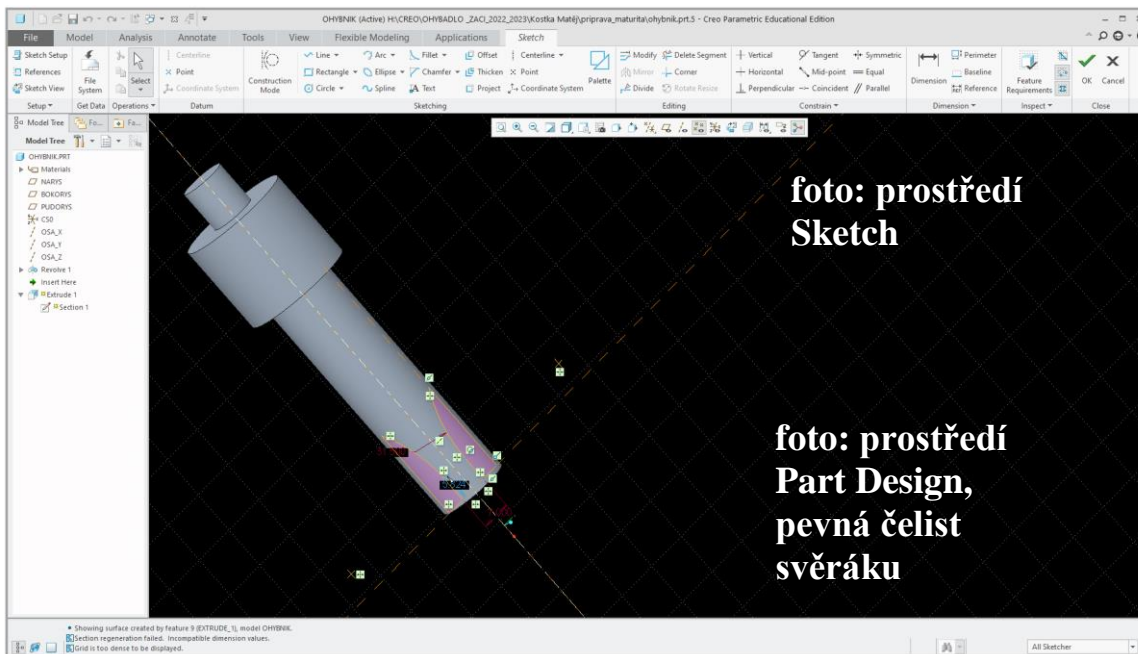 OHYBNIK (Active) H:\CREO\OHYBADLO _ZACI_2022_2023\Kostka Matěj\priprava_maturita\ohybnik.prt.5 - Creo Parametric Educational Edition
File Model Analysis Annotate Tools View Flexible Modeling Applications Sketch
Sketch Setup
References
Sketch View
File System
Select
Centerline
Point
Coordinate System
Construction Mode
Line Arc Fillet Offset Centerline
Rectangle Ellipse Chamfer Thicken Point
Circle Spline Text Project Coordinate System
Palette
Modify Delete Segment
Mirror Corner
Divide Rotate Resize
Vertical Tangent Symmetric
Horizontal Mid-point Equal
Perpendicular Coincident Parallel
Dimension
Perimeter
Baseline
Reference
Feature Requirements
OK Cancel
Setup Get Data Operations Datum Sketching Editing Constrain Dimension Inspect Close
Model Tree Fo... Fa...
Model Tree
OHYBNIK.PRT
Materials
NARYS
BOKORYS
PUDORYS
CS0
OSA_X
OSA_Y
OSA_Z
Revolve 1
Insert Here
Extrude 1
Section 1
foto: prostředí
Sketch
foto: prostředí
Part Design,
pevná čelist
svěráku
Showing surface created by feature 9 (EXTRUDE_1), model OHYBNIK.
Section regeneration failed. Incompatible dimension values.
Grid is too dense to be displayed.
All Sketcher